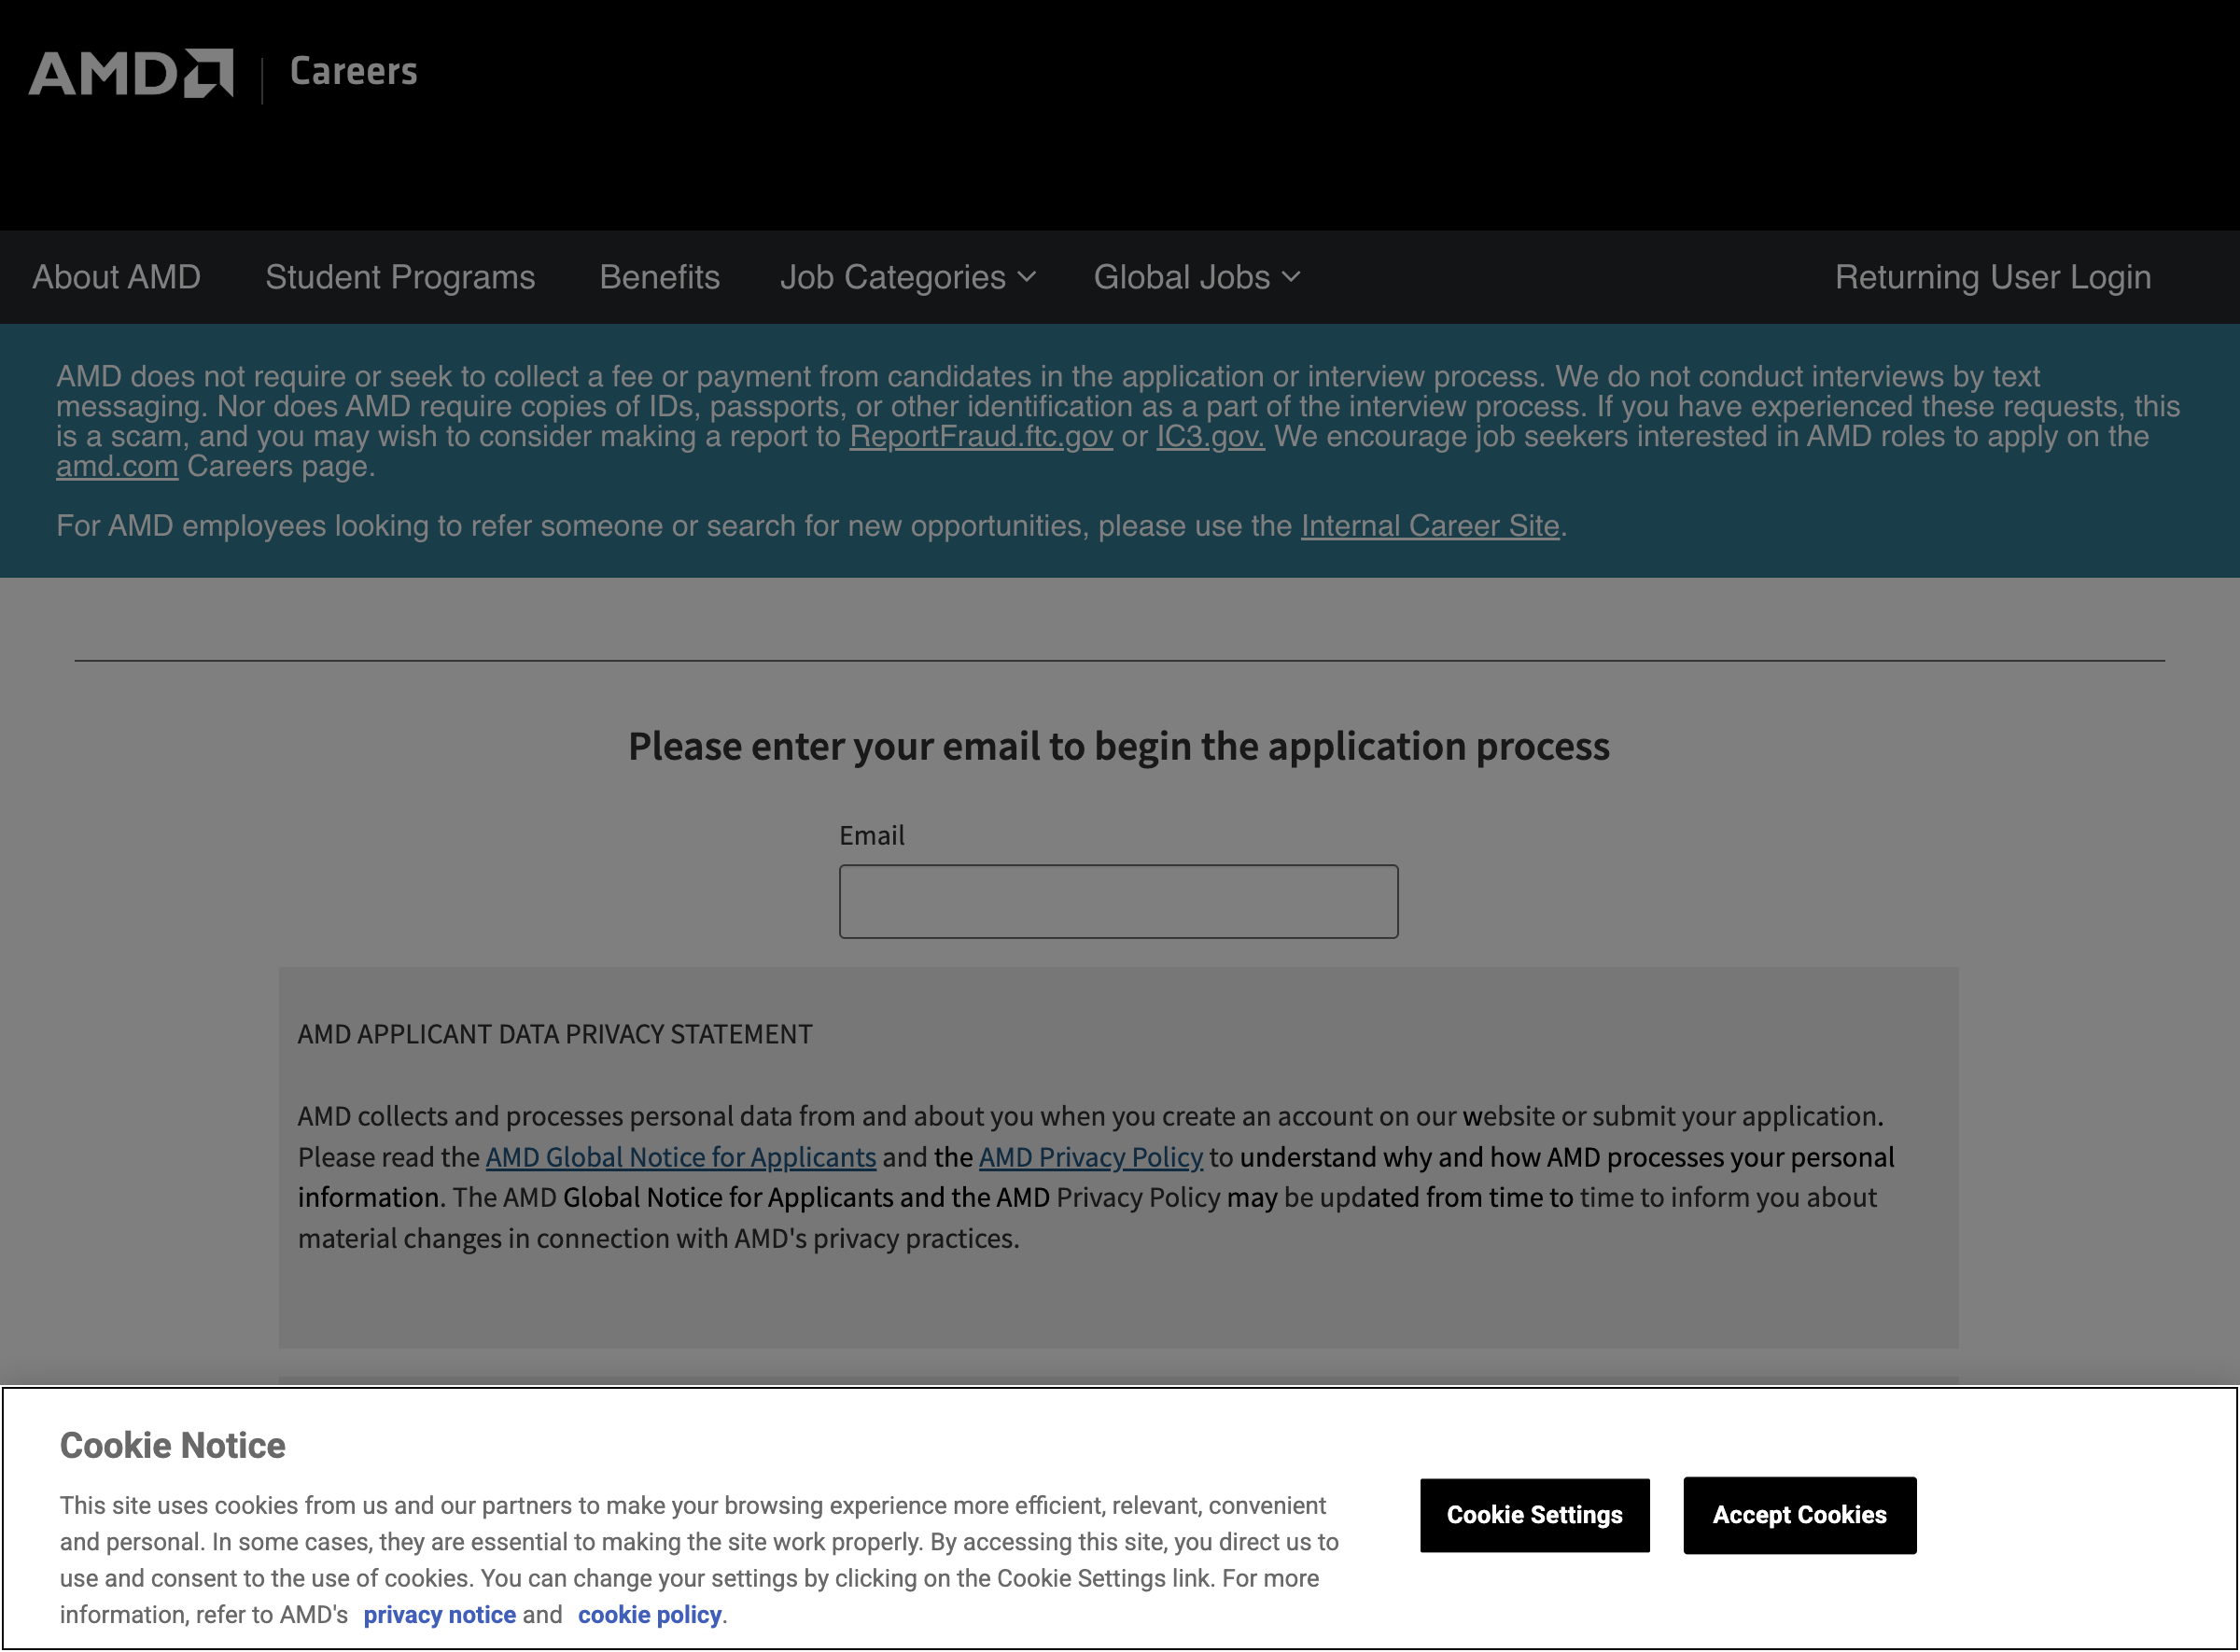 AMD Careers
About AMD Student Programs Benefits Job Categories Global Jobs Returning User Login
AMD does not require or seek to collect a fee or payment from candidates in the application or interview process. We do not conduct interviews by text
messaging. Nor does AMD require copies of IDs, passports, or other identification as a part of the interview process. If you have experienced these requests, this
is a scam, and you may wish to consider making a report to ReportFraud.ftc.gov or IC3.gov. We encourage job seekers interested in AMD roles to apply on the
amd.com Careers page.
For AMD employees looking to refer someone or search for new opportunities, please use the Internal Career Site.
Please enter your email to begin the application process
Email
AMD APPLICANT DATA PRIVACY STATEMENT
AMD collects and processes personal data from and about you when you create an account on our website or submit your application.
Please read the AMD Global Notice for Applicants and the AMD Privacy Policy to understand why and how AMD processes your personal
information. The AMD Global Notice for Applicants and the AMD Privacy Policy may be updated from time to time to inform you about
material changes in connection with AMD's privacy practices.
Cookie Notice
This site uses cookies from us and our partners to make your browsing experience more efficient, relevant, convenient
and personal. In some cases, they are essential to making the site work properly. By accessing this site, you direct us to
use and consent to the use of cookies. You can change your settings by clicking on the Cookie Settings link. For more
information, refer to AMD's privacy notice and cookie policy.
Cookie Settings
Accept Cookies